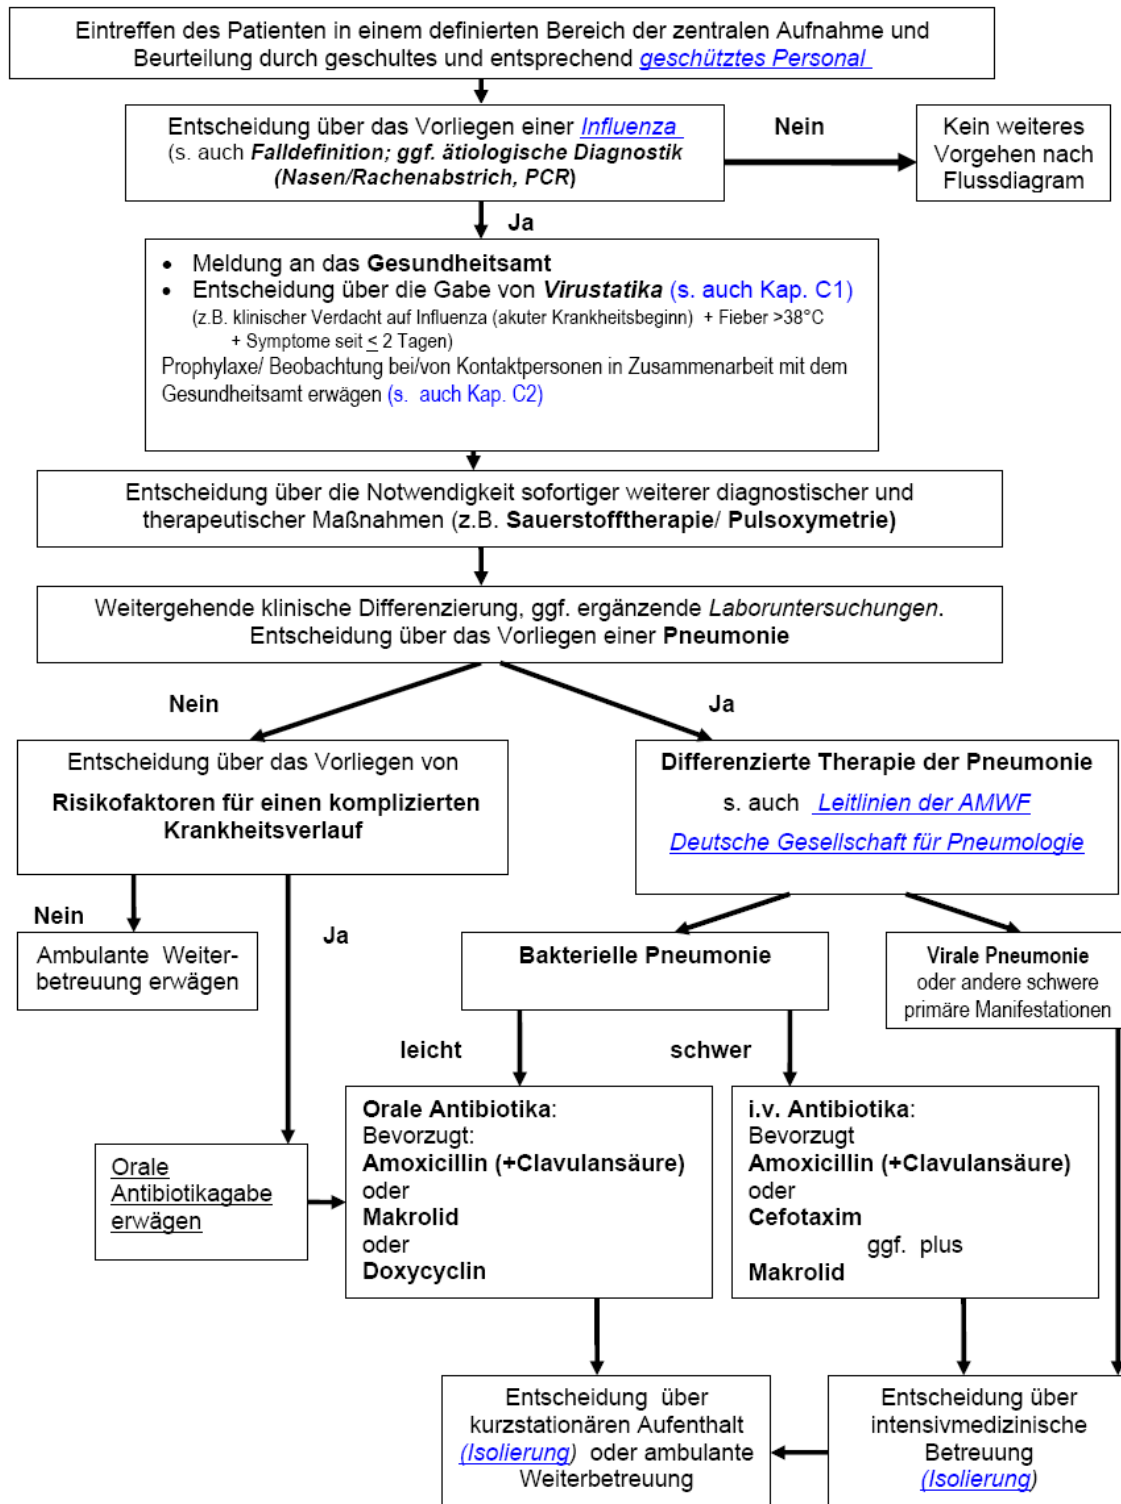 Eintreffen des Patienten in einem definierten Bereich der zentralen Aufnahme und
Beurteilung durch geschultes und entsprechend geschütztes Personal
Entscheidung über das Vorliegen einer Influenza
(s. auch Falldefinition; ggf. ätiologische Diagnostik
(Nasen/Rachenabstrich, PCR)
Nein
Kein weiteres
Vorgehen nach
Flussdiagram
Ja
• Meldung an das Gesundheitsamt
• Entscheidung über die Gabe von Virustatika (s. auch Kap. C1)
(z.B. klinischer Verdacht auf Influenza (akuter Krankheitsbeginn) + Fieber >38°C
+ Symptome seit ≤ 2 Tagen)
Prophylaxe/ Beobachtung bei/von Kontaktpersonen in Zusammenarbeit mit dem
Gesundheitsamt erwägen (s. auch Kap. C2)
Entscheidung über die Notwendigkeit sofortiger weiterer diagnostischer und
therapeutischer Maßnahmen (z.B. Sauerstofftherapie/ Pulsoxymetrie)
Weitergehende klinische Differenzierung, ggf. ergänzende Laboruntersuchungen.
Entscheidung über das Vorliegen einer Pneumonie
Nein
Ja
Entscheidung über das Vorliegen von
Risikofaktoren für einen komplizierten
Krankheitsverlauf
Differenzierte Therapie der Pneumonie
s. auch Leitlinien der AMWF
Deutsche Gesellschaft für Pneumologie
Nein
Ja
Ambulante Weiter-
betreuung erwägen
Bakterielle Pneumonie
Virale Pneumonie
oder andere schwere
primäre Manifestationen
leicht
schwer
Orale
Antibiotikagabe
erwägen
Orale Antibiotika:
Bevorzugt:
Amoxicillin (+Clavulansäure)
oder
Makrolid
oder
Doxycyclin
i.v. Antibiotika:
Bevorzugt
Amoxicillin (+Clavulansäure)
oder
Cefotaxim
ggf. plus
Makrolid
Entscheidung über
kurzstationären Aufenthalt
(Isolierung) oder ambulante
Weiterbetreuung
Entscheidung über
intensivmedizinische
Betreuung
(Isolierung)